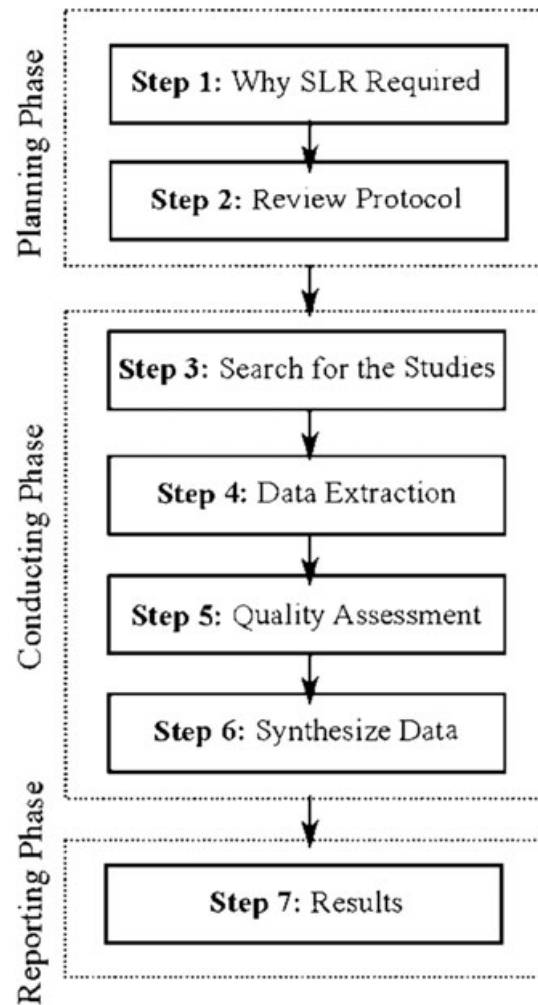 Planning Phase
Step 1: Why SLR Required
Step 2: Review Protocol
Conducting Phase
Step 3: Search for the Studies
Step 4: Data Extraction
Step 5: Quality Assessment
Step 6: Synthesize Data
Reporting Phase
Step 7: Results